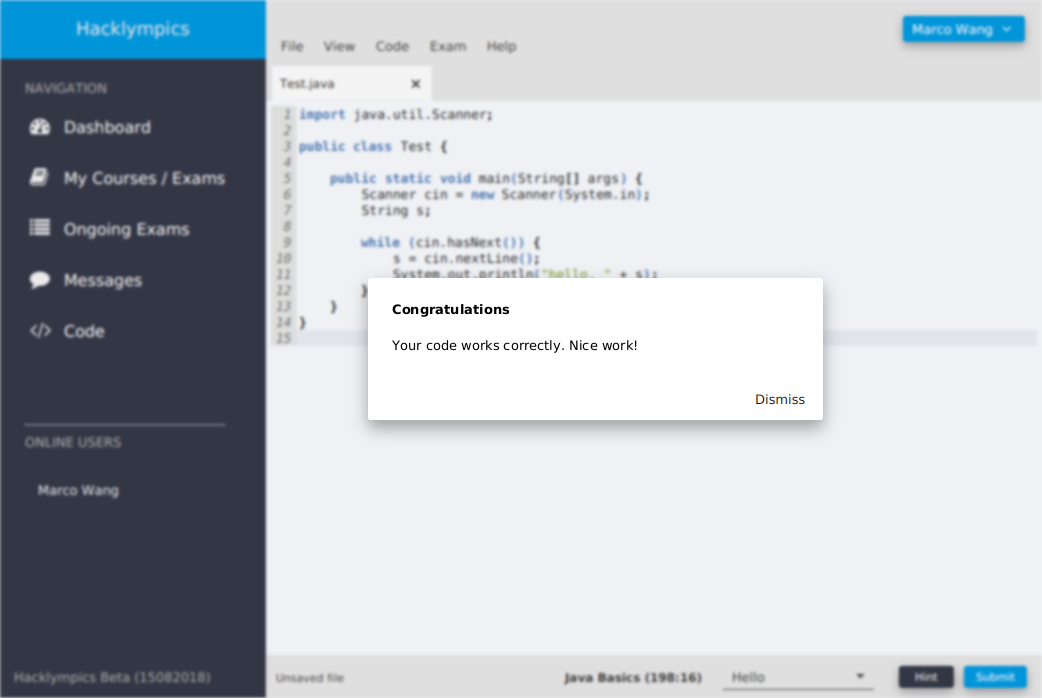 Hacklympics
Marco Wang
File View Code Exam Help
NAVIGATION
Dashboard
My Courses / Exams
Ongoing Exams
Messages
Code
ONLINE USERS
Marco Wang
Hacklympics Beta (15082018)
Test.java ×
1 import java.util.Scanner;
2
3 public class Test {
4
5     public static void main(String[] args) {
6         Scanner cin = new Scanner(System.in);
7         String s;
8
9         while (cin.hasNext()) {
10             s = cin.nextLine();
11             System.out.println("hello, " + s);
12         }
13     }
14 }
15
Congratulations
Your code works correctly. Nice work!
Dismiss
Unsaved file Java Basics (198:16) Hello Hint Submit